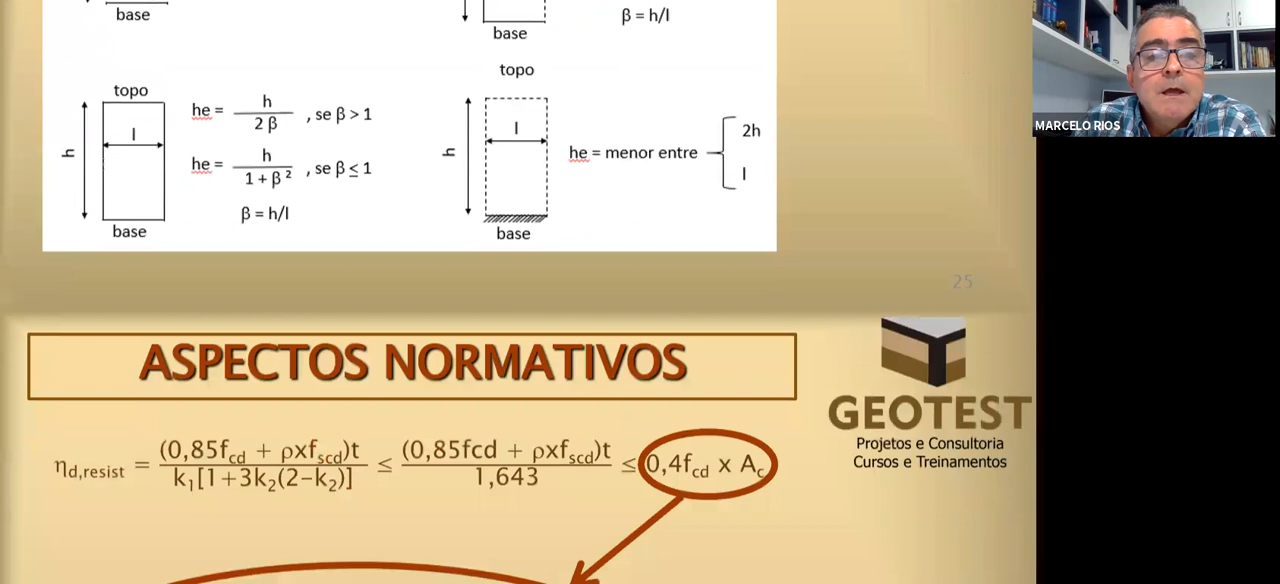 base
base
β = h/l
topo
l
h
he = h / 2 β , se β > 1
he = h / 1 + β² , se β ≤ 1
β = h/l
base
topo
l
h
he = menor entre
2h
l
base
MARCELO RIOS
25
ASPECTOS NORMATIVOS
GEOTEST
Projetos e Consultoria
Cursos e Treinamentos
ηd,resist = (0,85fcd + ρxfscd)t / k₁[1+3k₂(2-k₂)] ≤ (0,85fcd + ρxfscd)t / 1,643 ≤ 0,4fcd x Ac